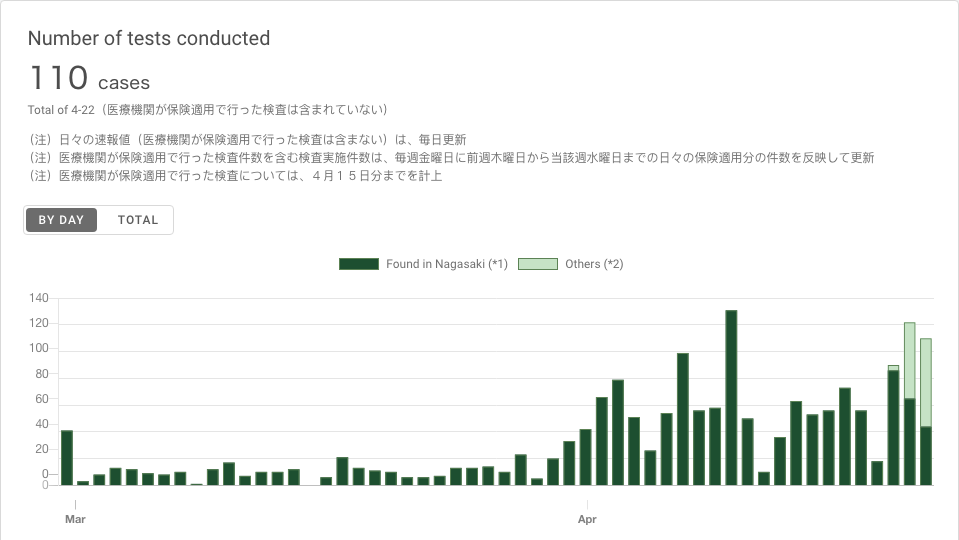 Number of tests conducted
110 cases
Total of 4-22（医療機関が保険適用で行った検査は含まれていない）
（注）日々の速報値（医療機関が保険適用で行った検査は含まない）は、毎日更新
（注）医療機関が保険適用で行った検査件数を含む検査実施件数は、毎週金曜日に前週木曜日から当該週水曜日までの日々の保険適用分の件数を反映して更新
（注）医療機関が保険適用で行った検査については、４月１５日分までを計上
BY DAY TOTAL
Found in Nagasaki (*1) Others (*2)
140
120
100
80
60
40
20
0
0
Mar Apr